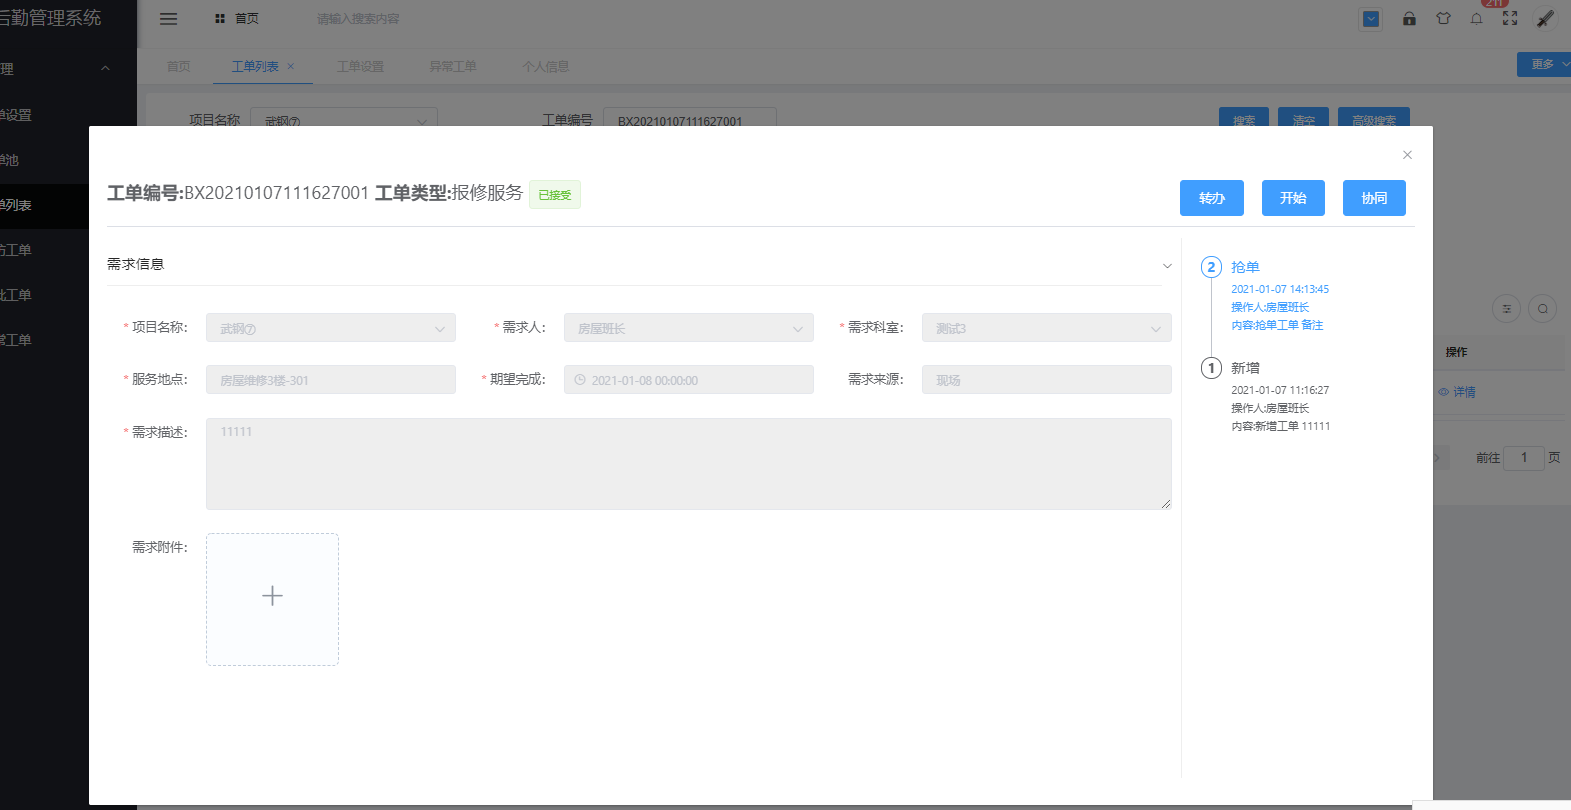 后勤管理系统
首页
请输入搜索内容
211
理
首页
工单列表 ×
工单设置
异常工单
个人信息
更多
单设置
单池
单列表
访工单
工单
常工单
项目名称
武钢⑦
工单编号
BX20210107111627001
搜索
清空
高级搜索
工单编号:BX20210107111627001 工单类型:报修服务 已接受
转办
开始
协同
需求信息
* 项目名称: 武钢⑦
* 需求人: 房屋班长
* 需求科室: 测试3
* 服务地点: 房屋维修3楼-301
* 期望完成: 2021-01-08 00:00:00
需求来源: 现场
* 需求描述: 11111
需求附件:
2 抢单
2021-01-07 14:13:45
操作人:房屋班长
内容:抢单工单 备注
1 新增
2021-01-07 11:16:27
操作人:房屋班长
内容:新增工单 11111
操作
详情
前往 1 页